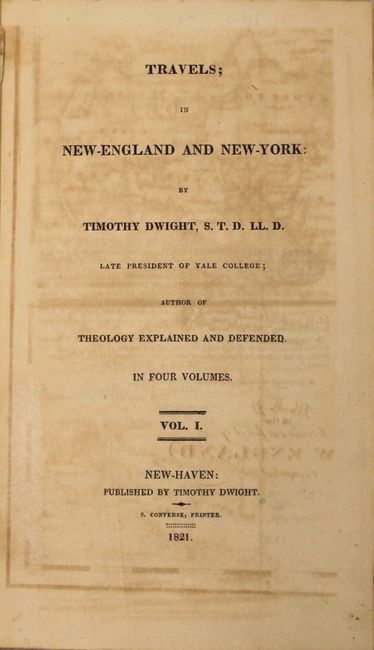 TRAVELS;
IN
NEW-ENGLAND AND NEW-YORK:
BY
TIMOTHY DWIGHT, S. T. D. LL. D.
LATE PRESIDENT OF YALE COLLEGE;
AUTHOR OF
THEOLOGY EXPLAINED AND DEFENDED
IN FOUR VOLUMES.
VOL. I.
NEW-HAVEN:
PUBLISHED BY TIMOTHY DWIGHT.
S. CONVERSE, PRINTER.
1821.